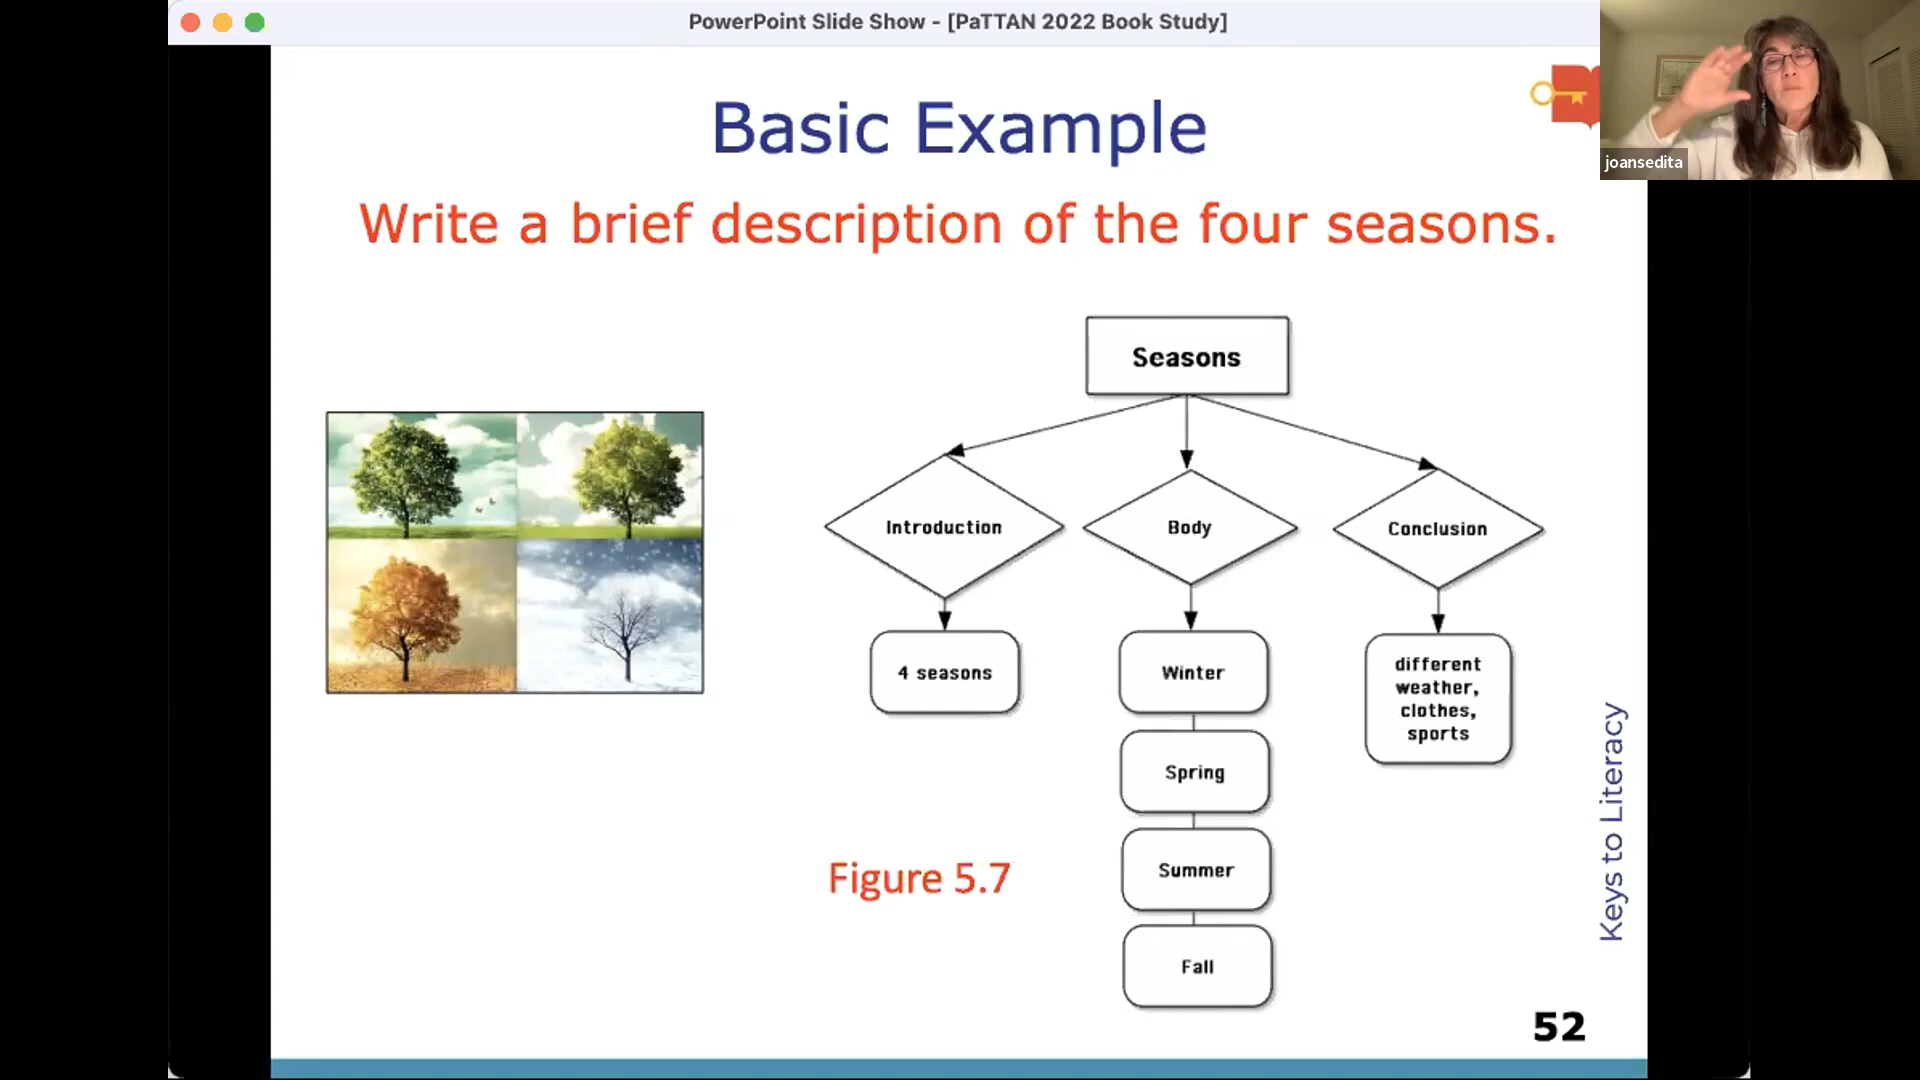 PowerPoint Slide Show - [PaTTAN 2022 Book Study]
joansedita
Basic Example
Write a brief description of the four seasons.
Seasons
Introduction
Body
Conclusion
4 seasons
Winter
different
weather,
clothes,
sports
Spring
Summer
Fall
Figure 5.7
Keys to Literacy
52